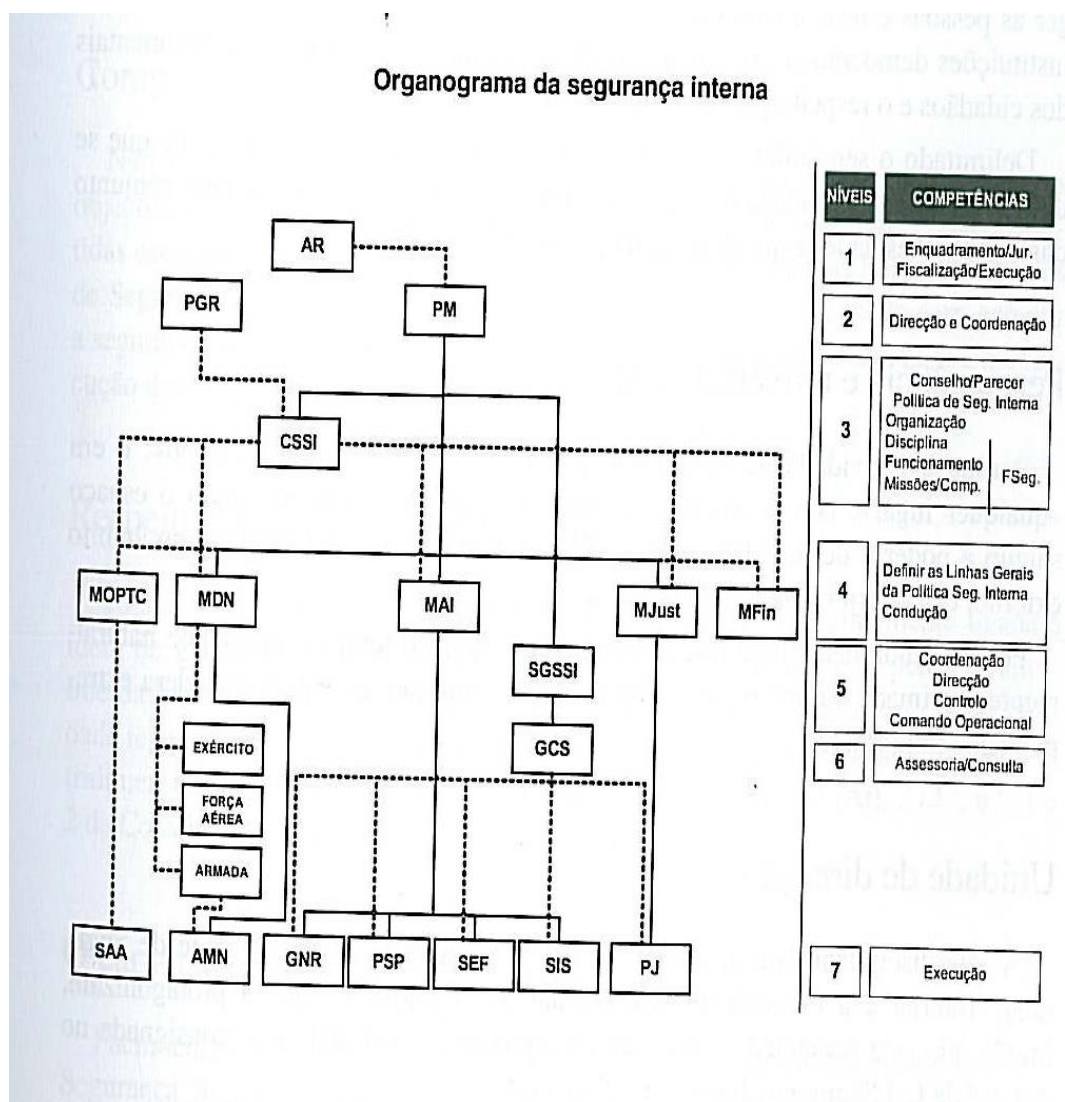 Organograma da segurança interna
AR
PGR
PM
CSSI
MOPTC
MDN
MAI
MJust
MFin
SGSSI
GCS
EXÉRCITO
FORÇA
AÉREA
ARMADA
SAA
AMN
GNR
PSP
SEF
SIS
PJ
NÍVEIS
COMPETÊNCIAS
1
Enquadramento/Jur.
Fiscalização/Execução
2
Direcção e Coordenação
3
Conselho/Parecer
Política de Seg. Interna
Organização
Disciplina
Funcionamento
Missões/Comp.
FSeg.
4
Definir as Linhas Gerais
da Política Seg. Interna
Condução
5
Coordenação
Direcção
Controlo
Comando Operacional
6
Assessoria/Consulta
7
Execução